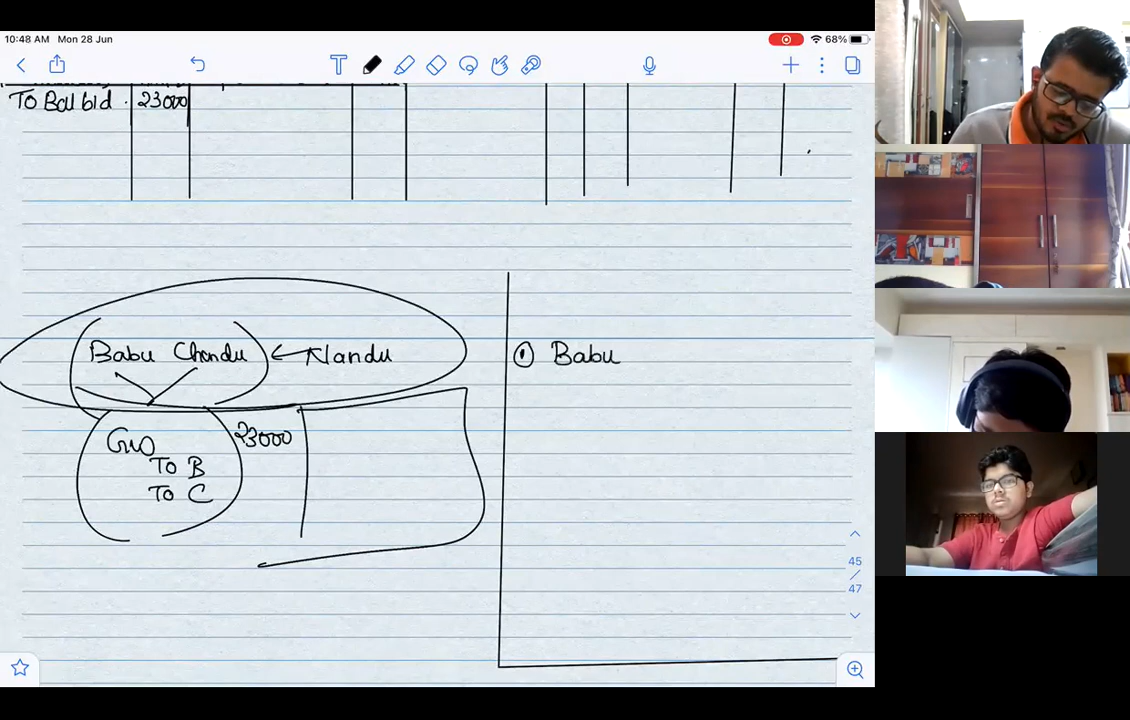 10:48 AM Mon 28 Jun
68%
T
To Bal b|d 23000
Babu Chandu Nandu
1 Babu
G/W 23000
To B
To C
45
/
47